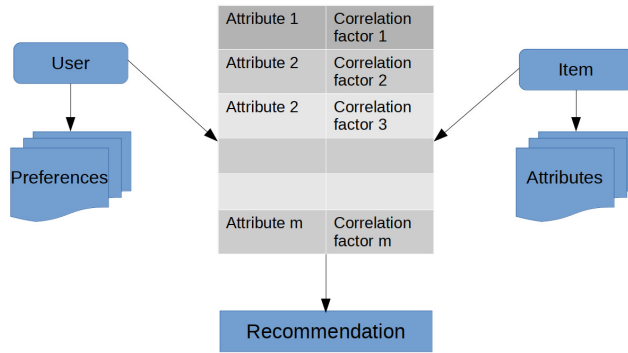 Attribute 1 Correlation
factor 1
User
Attribute 2 Correlation
factor 2
Item
Attribute 2 Correlation
factor 3
Preferences
Attributes
Attribute m Correlation
factor m
Recommendation